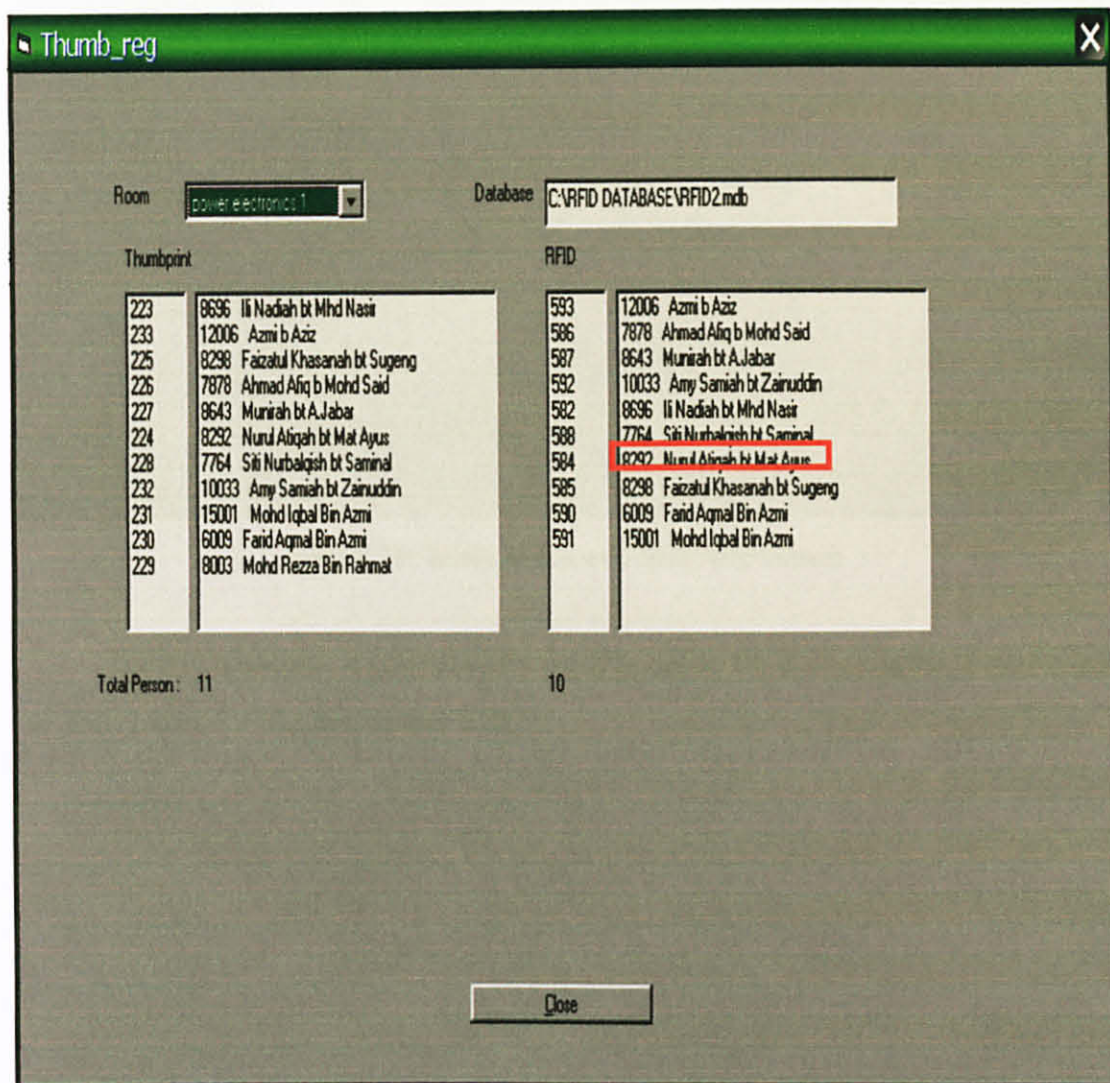 Thumb_reg
Room power electronics 1 Database C:\RFID DATABASE\RFID2.mdb
Thumbprint RFID
223 8696 Ili Nadiah bt Mhd Nasir 593 12006 Azmi b Aziz
233 12006 Azmi b Aziz 586 7878 Ahmad Afiq b Mohd Said
225 8298 Faizatul Khasanah bt Sugeng 587 8643 Munirah bt A.Jabar
226 7878 Ahmad Afiq b Mohd Said 592 10033 Amy Samiah bt Zainuddin
227 8643 Munirah bt A.Jabar 582 8696 Ili Nadiah bt Mhd Nasir
224 8292 Nurul Atiqah bt Mat Ayus 588 7764 Siti Nurbalqish bt Saminal
228 7764 Siti Nurbalqish bt Saminal 584 8292 Nurul Atiqah bt Mat Ayus
232 10033 Amy Samiah bt Zainuddin 585 8298 Faizatul Khasanah bt Sugeng
231 15001 Mohd Iqbal Bin Azmi 590 6009 Farid Aqmal Bin Azmi
230 6009 Farid Aqmal Bin Azmi 591 15001 Mohd Iqbal Bin Azmi
229 8003 Mohd Rezza Bin Rahmat
Total Person : 11 10
Close